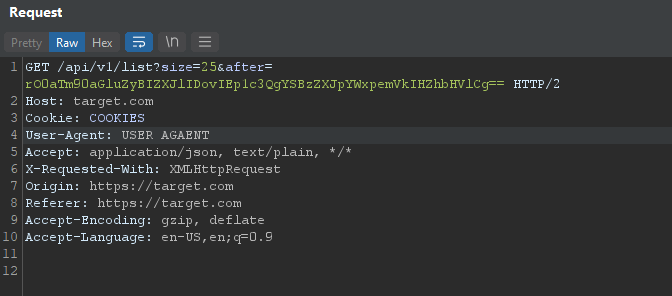 Request
Pretty Raw Hex \n
1 GET /api/v1/list?size=25&after=
rO0aTm90aGluZyBIZXJlIDovIEp1c3QgYSBzZXJpYWxpemVkIHZhbHVlCg== HTTP/2
2 Host: target.com
3 Cookie: COOKIES
4 User-Agent: USER AGAENT
5 Accept: application/json, text/plain, */*
6 X-Requested-With: XMLHttpRequest
7 Origin: https://target.com
8 Referer: https://target.com
9 Accept-Encoding: gzip, deflate
10 Accept-Language: en-US,en;q=0.9
11
12